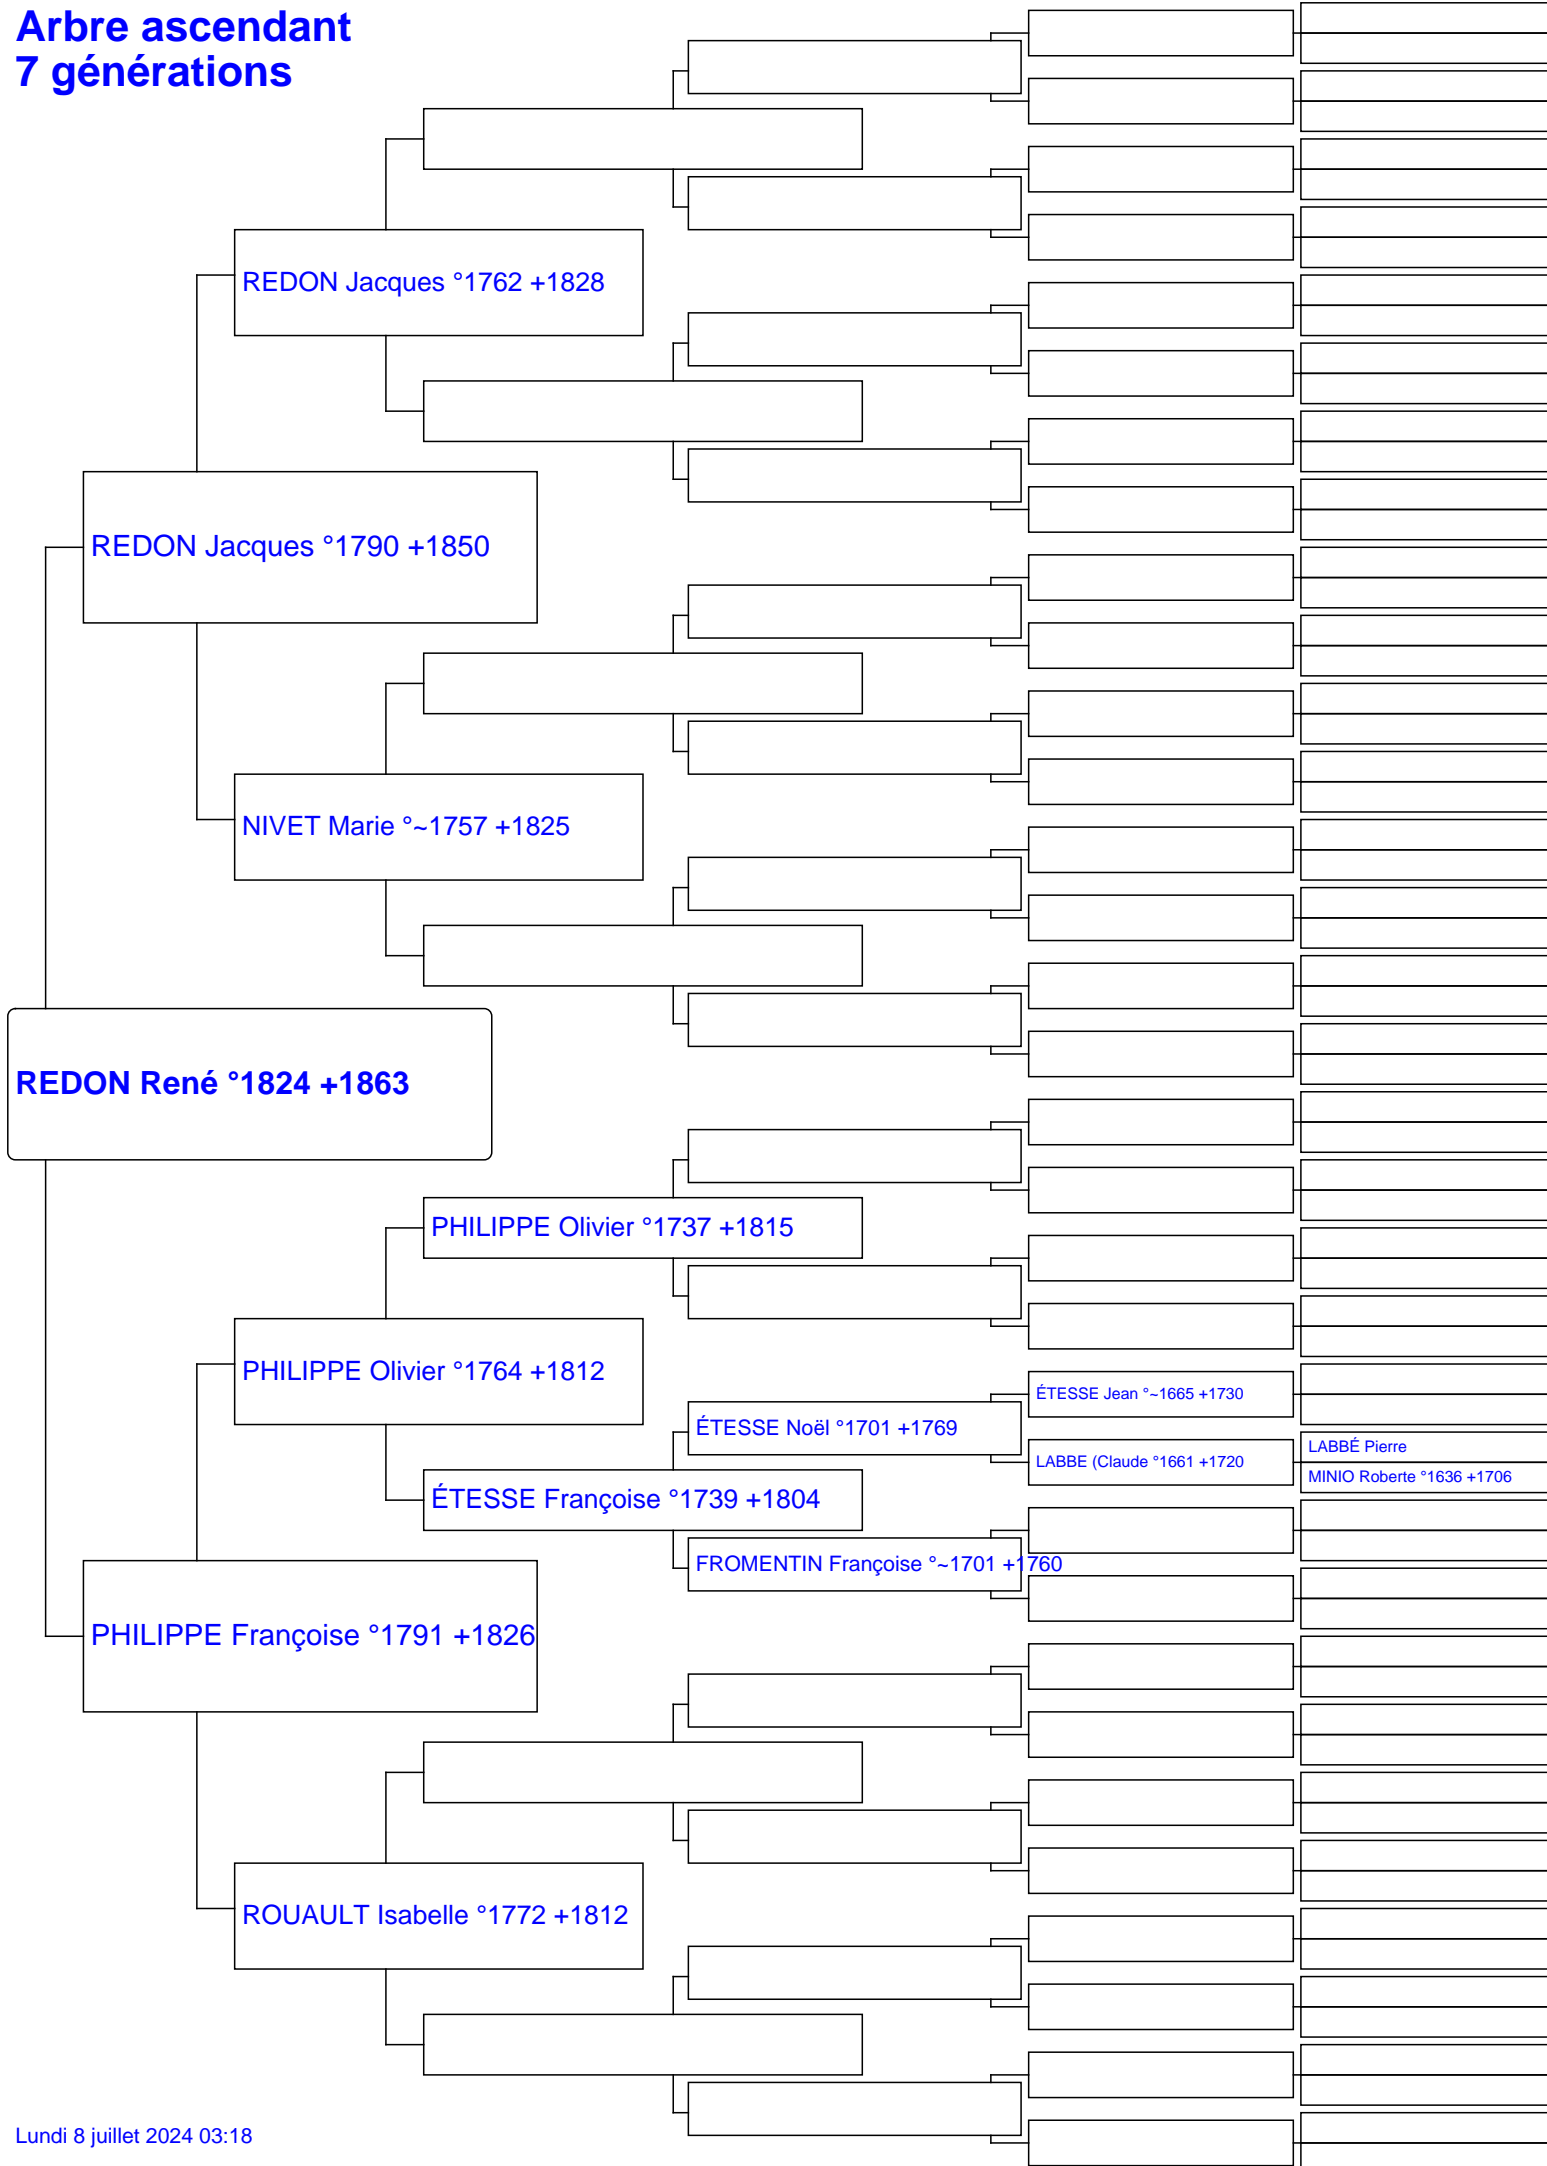 Arbre ascendant
7 générations
REDON Jacques °1762 +1828
REDON Jacques °1790 +1850
NIVET Marie °~1757 +1825
REDON René °1824 +1863
PHILIPPE Olivier °1737 +1815
PHILIPPE Olivier °1764 +1812
ÉTESSE Jean °~1665 +1730
ÉTESSE Noël °1701 +1769
LABBÉ Pierre
LABBE (Claude °1661 +1720
MINIO Roberte °1636 +1706
ÉTESSE Françoise °1739 +1804
FROMENTIN Françoise °~1701 +1760
PHILIPPE Françoise °1791 +1826
ROUAULT Isabelle °1772 +1812
Lundi 8 juillet 2024 03:18